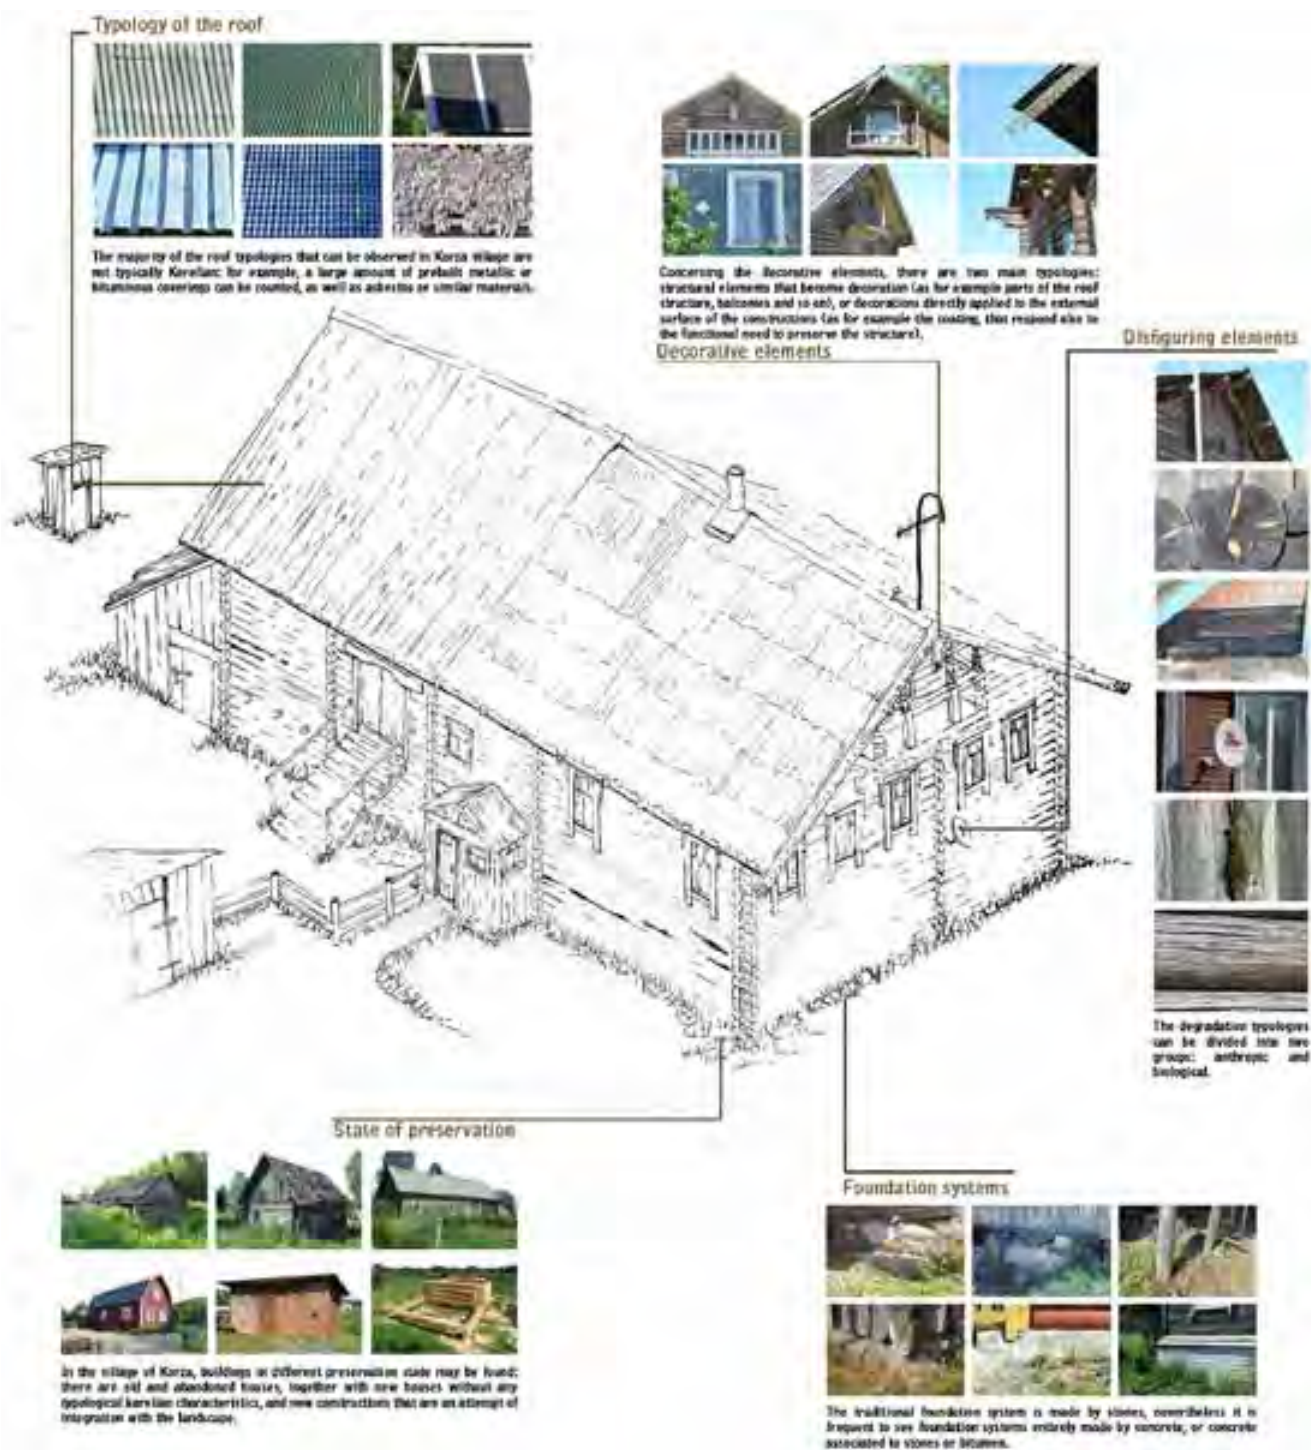 Typology of the roof
The majority of the roof typologies that can be observed in Korza village are
not typically Karelian: for example, a large amount of prebuilt metallic or
bituminous coverings can be counted, as well as asbestos or similar materials.
Concerning the decorative elements, there are two main typologies:
structural elements that become decoration (as for example parts of the roof
structure, balconies and so on), or decorations directly applied to the external
surface of the constructions (as for example the coating, that respond also to
the functional need to preserve the structure).
Decorative elements
Disfiguring elements
The degradation typologies
can be divided into two
groups: anthropic and
biological.
State of preservation
In the village of Korza, buildings in different preservation state may be found:
there are old and abandoned houses, together with new houses without any
typological karelian characteristics, and new constructions that are an attempt of
integration with the landscape.
Foundation systems
The traditional foundation system is made by stones, nevertheless it is
frequent to see foundation systems entirely made by concrete, or concrete
associated to stones or bitumen.